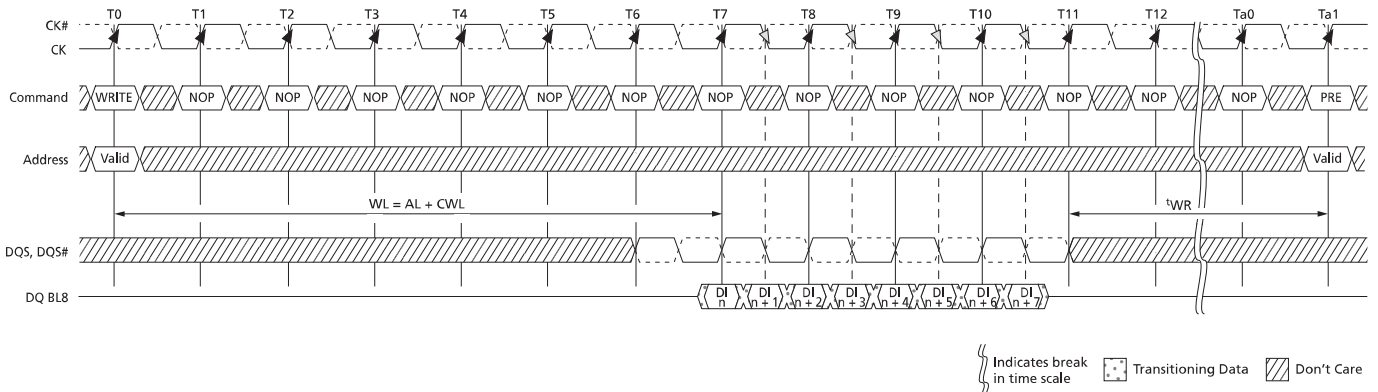 T0 T1 T2 T3 T4 T5 T6 T7 T8 T9 T10 T11 T12 Ta0 Ta1
CK#
CK
Command WRITE NOP NOP NOP NOP NOP NOP NOP NOP NOP NOP NOP NOP NOP PRE
Address Valid Valid
WL = AL + CWL tWR
DQS, DQS#
DQ BL8 DI n DI n + 1 DI n + 2 DI n + 3 DI n + 4 DI n + 5 DI n + 6 DI n + 7
Indicates break
in time scale
Transitioning Data
Don't Care